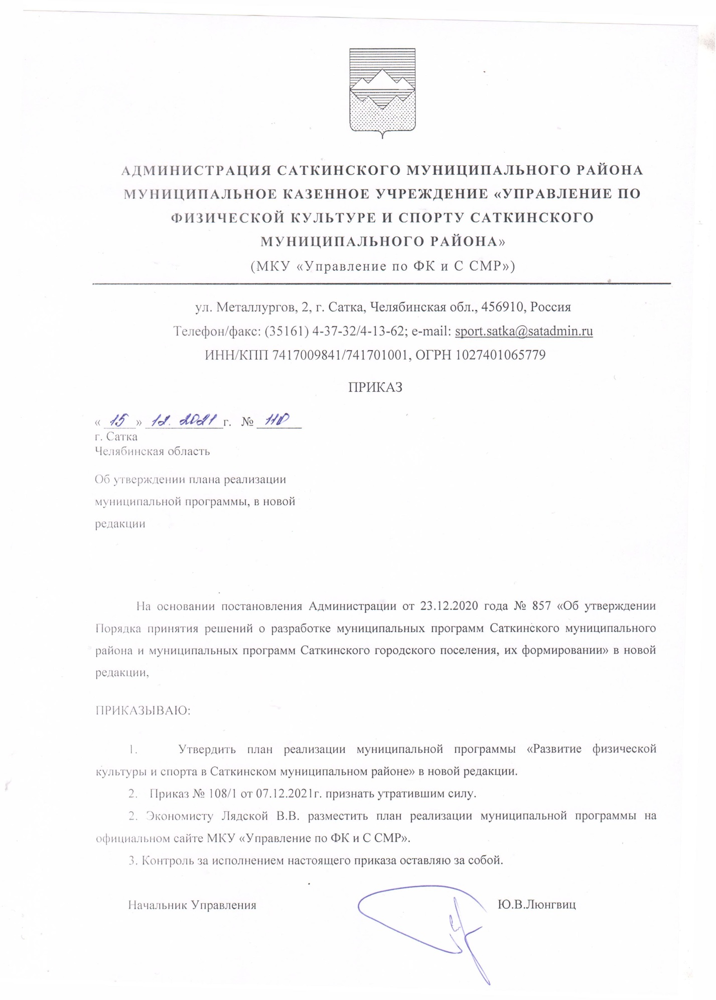 АДМИНИСТРАЦИЯ САТКИНСКОГО МУНИЦИПАЛЬНОГО РАЙОНА
МУНИЦИПАЛЬНОЕ КАЗЕННОЕ УЧРЕЖДЕНИЕ «УПРАВЛЕНИЕ ПО
ФИЗИЧЕСКОЙ КУЛЬТУРЕ И СПОРТУ САТКИНСКОГО
МУНИЦИПАЛЬНОГО РАЙОНА»
(МКУ «Управление по ФК и С СМР»)
ул. Металлургов, 2, г. Сатка, Челябинская обл., 456910, Россия
Телефон/факс: (35161) 4-37-32/4-13-62; e-mail: sport.satka@satadmin.ru
ИНН/КПП 7417009841/741701001, ОГРН 1027401065779
ПРИКАЗ
« 15 » 12. 2021 г. № 110
г. Сатка
Челябинская область
Об утверждении плана реализации
муниципальной программы, в новой
редакции
На основании постановления Администрации от 23.12.2020 года № 857 «Об утверждении
Порядка принятия решений о разработке муниципальных программ Саткинского муниципального
района и муниципальных программ Саткинского городского поселения, их формировании» в новой
редакции,
ПРИКАЗЫВАЮ:
1. Утвердить план реализации муниципальной программы «Развитие физической
культуры и спорта в Саткинском муниципальном районе» в новой редакции.
2. Приказ № 108/1 от 07.12.2021г. признать утратившим силу.
2. Экономисту Лядской В.В. разместить план реализации муниципальной программы на
официальном сайте МКУ «Управление по ФК и С СМР».
3. Контроль за исполнением настоящего приказа оставляю за собой.
Начальник Управления Ю.В.Люнгвиц